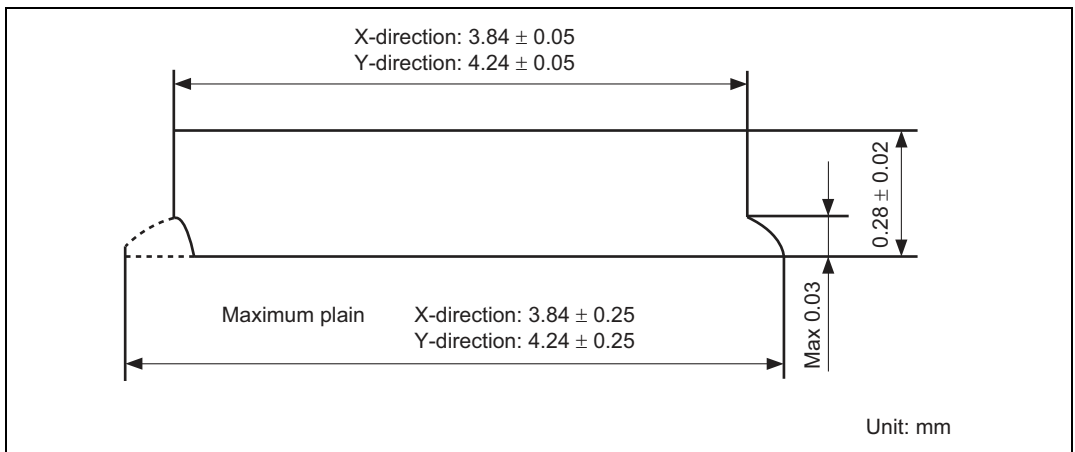 X-direction: 3.84 ± 0.05
Y-direction: 4.24 ± 0.05
0.28 ± 0.02
Max 0.03
Maximum plain X-direction: 3.84 ± 0.25
Y-direction: 4.24 ± 0.25
Unit: mm